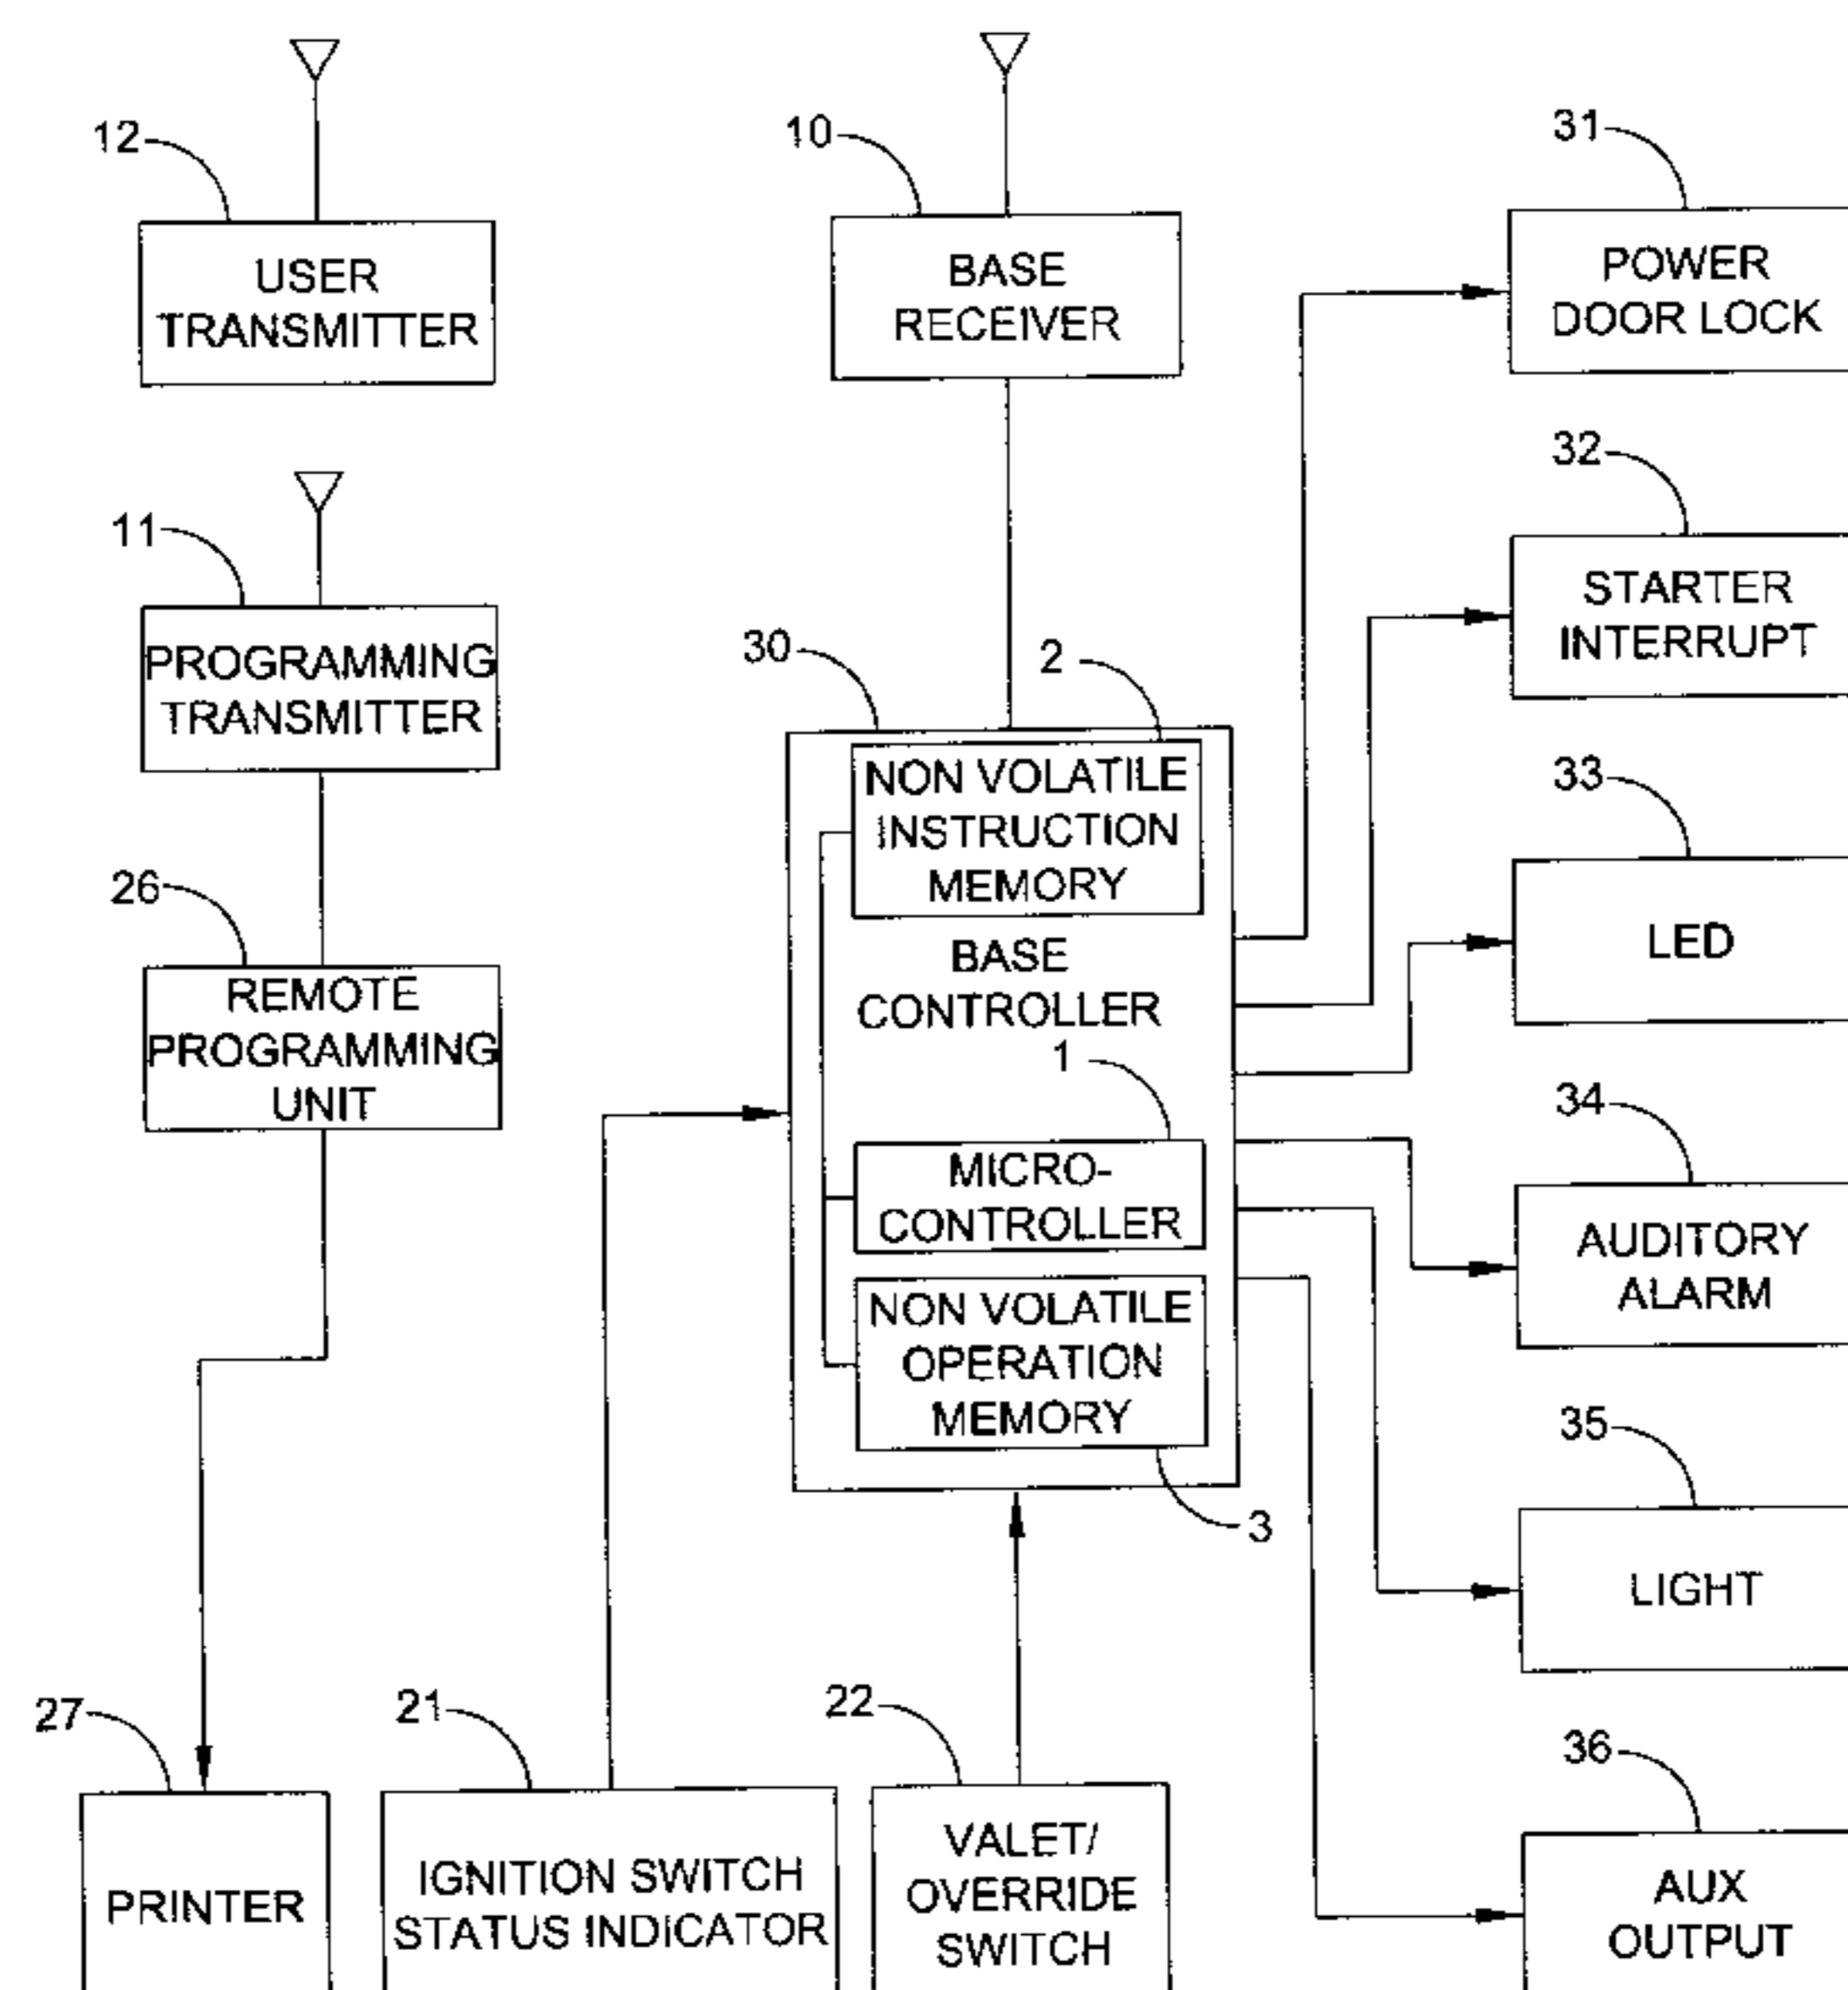 12
USER
TRANSMITTER
10
BASE
RECEIVER
31
POWER
DOOR LOCK
11
PROGRAMMING
TRANSMITTER
32
STARTER
INTERRUPT
26
REMOTE
PROGRAMMING
UNIT
30
2
NON VOLATILE
INSTRUCTION
MEMORY
BASE
CONTROLLER
1
MICRO-
CONTROLLER
NON VOLATILE
OPERATION
MEMORY
3
33
LED
34
AUDITORY
ALARM
35
LIGHT
27
PRINTER
21
IGNITION SWITCH
STATUS INDICATOR
22
VALET/
OVERRIDE
SWITCH
36
AUX
OUTPUT